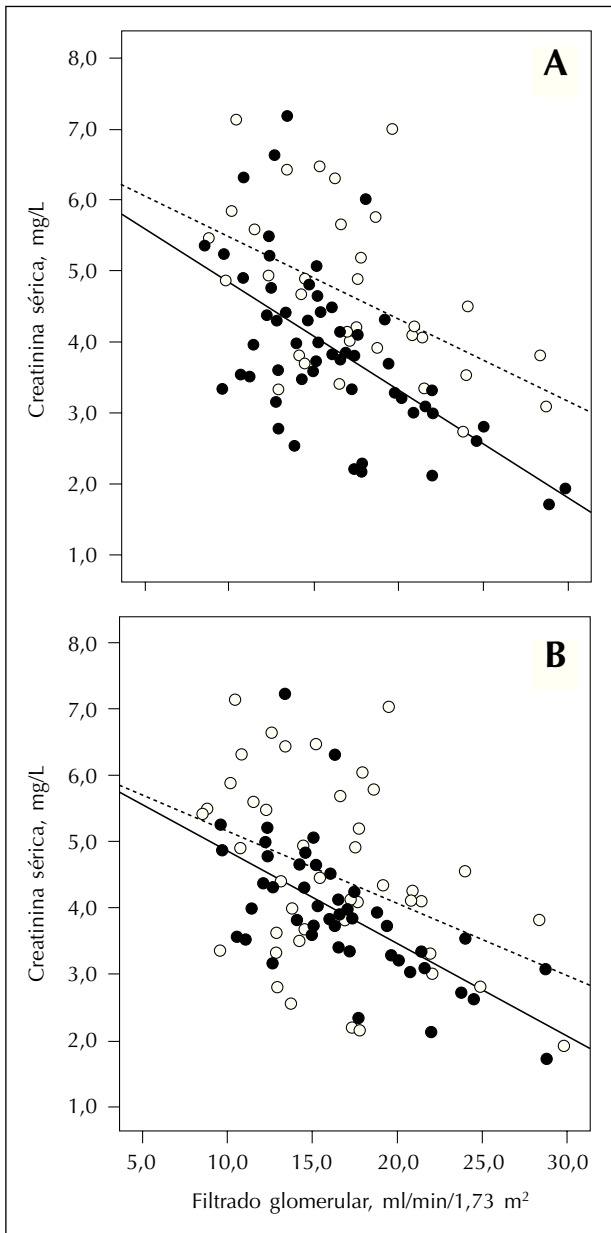 A
8,0
7,0
6,0
5,0
4,0
3,0
2,0
1,0
Creatinina sérica, mg/L
B
8,0
7,0
6,0
5,0
4,0
3,0
2,0
1,0
Creatinina sérica, mg/L
5,0 10,0 15,0 20,0 25,0 30,0
Filtrado glomerular, ml/min/1,73 m²